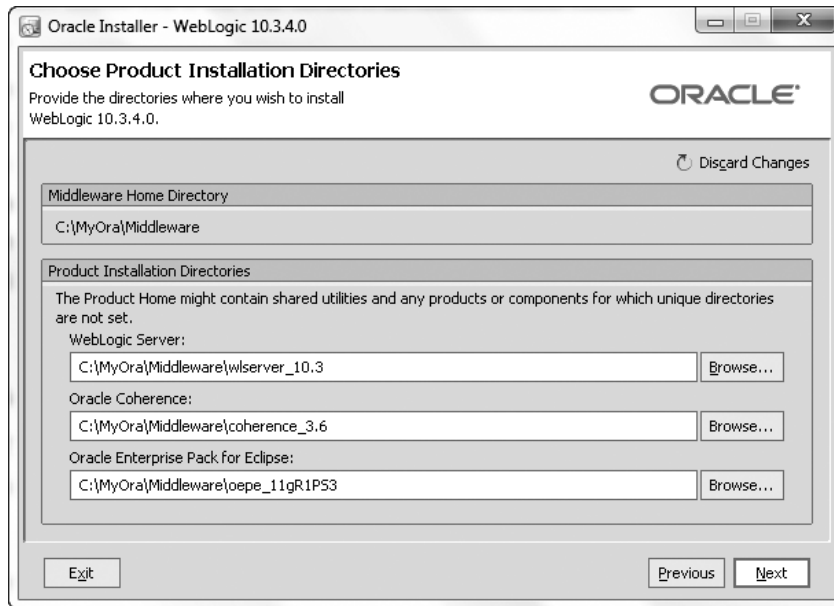 Oracle Installer - WebLogic 10.3.4.0
Choose Product Installation Directories
Provide the directories where you wish to install
WebLogic 10.3.4.0.
ORACLE
Discard Changes
Middleware Home Directory
C:\MyOra\Middleware
Product Installation Directories
The Product Home might contain shared utilities and any products or components for which unique directories
are not set.
WebLogic Server:
C:\MyOra\Middleware\wlserver_10.3
Browse...
Oracle Coherence:
C:\MyOra\Middleware\coherence_3.6
Browse...
Oracle Enterprise Pack for Eclipse:
C:\MyOra\Middleware\oepe_11gR1PS3
Browse...
Exit
Previous
Next